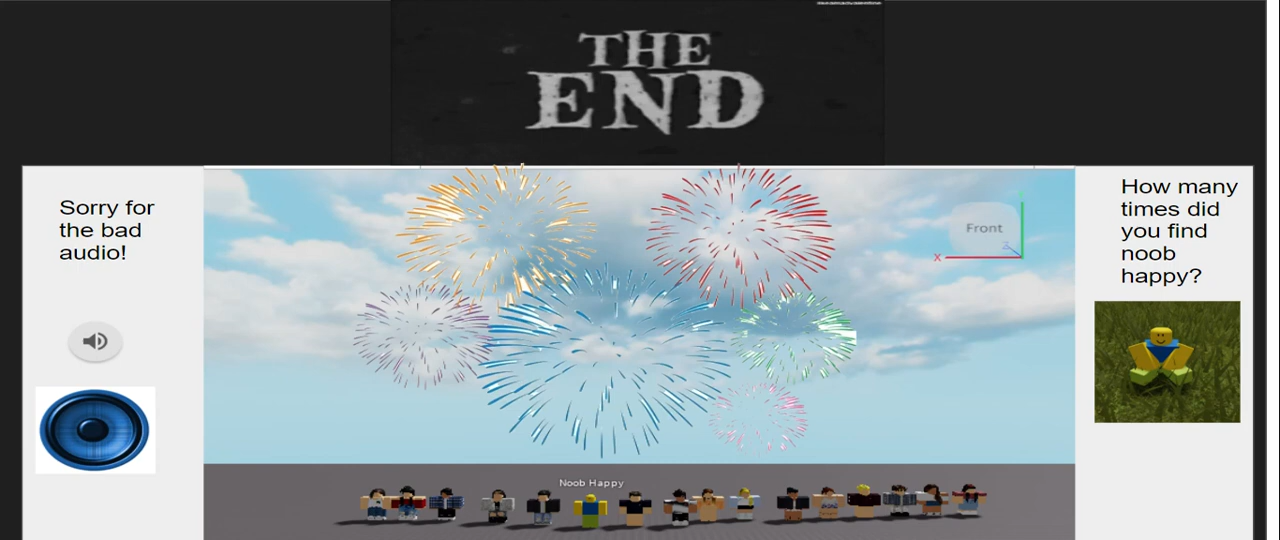 THE
END
Sorry for
the bad
audio!
How many
times did
you find
noob
happy?
Front
X
Z
Noob Happy